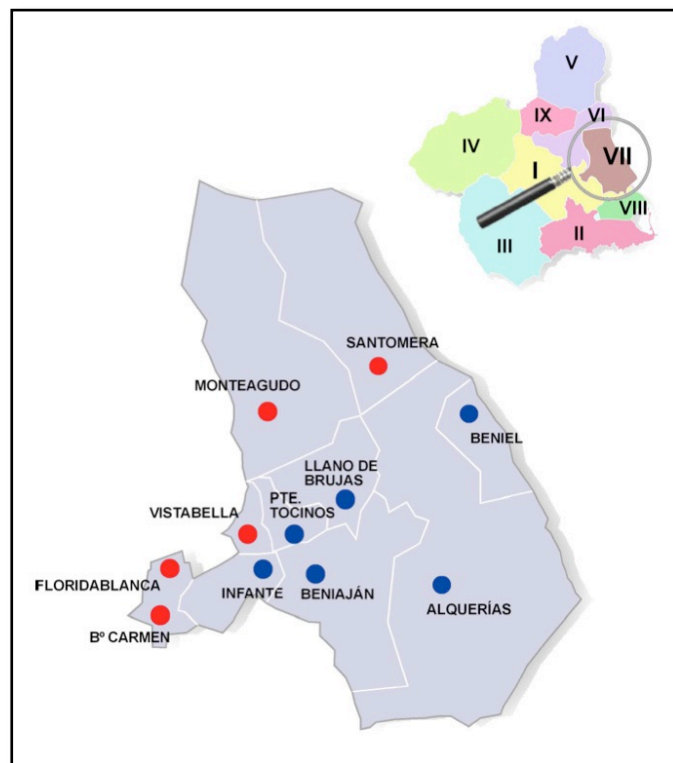 V
IX
VI
IV
I
VII
VIII
III
II
SANTOMERA
MONTEAGUDO
BENIEL
LLANO DE
BRUJAS
PTE.
TOCINOS
VISTABELLA
FLORIDABLANCA
INFANTE
BENIAJÁN
ALQUERÍAS
Bº CARMEN